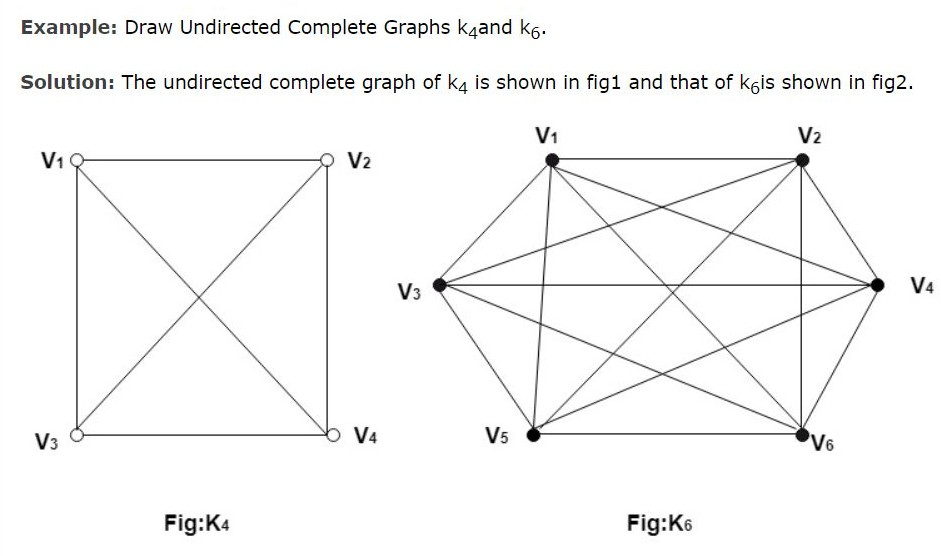 Example: Draw Undirected Complete Graphs k₄and k₆.
Solution: The undirected complete graph of k₄ is shown in fig1 and that of k₆is shown in fig2.
V₁
V₂
V₁
V₂
V₃
V₄
V₃
V₄
V₅
V₆
Fig:K₄
Fig:K₆